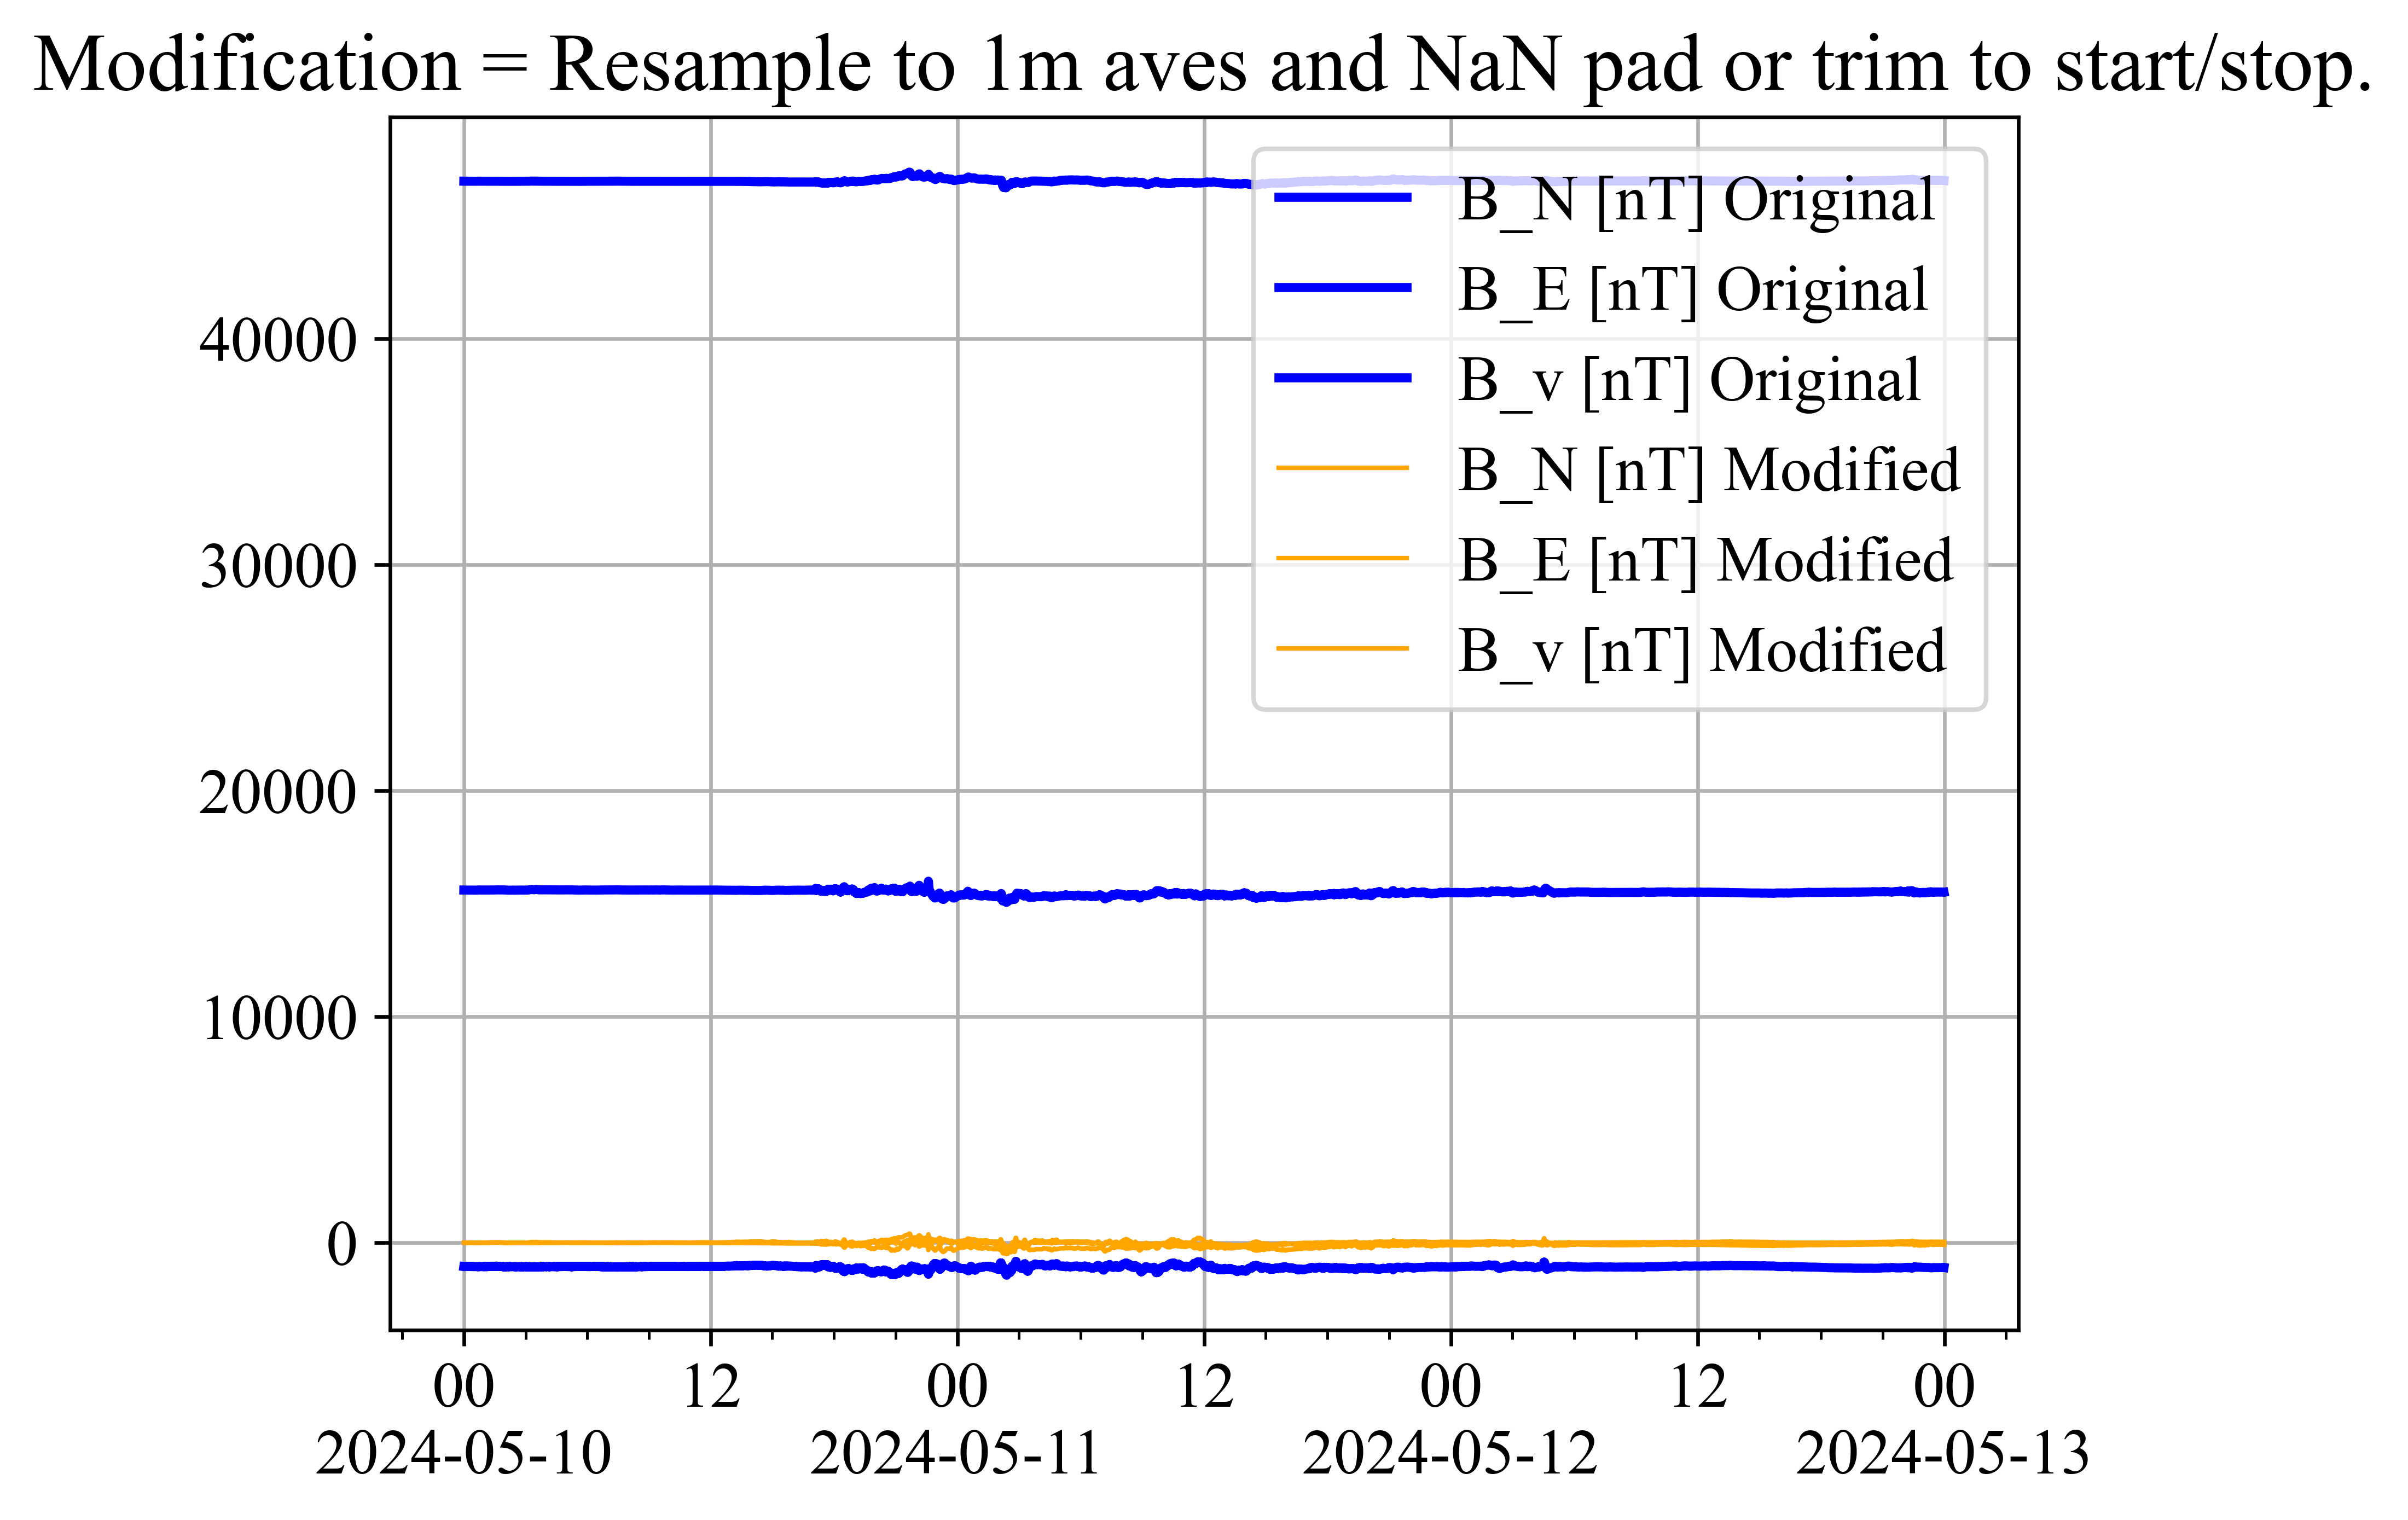 Modification = Resample to 1m aves and NaN pad or trim to start/stop.
B_N [nT] Original
B_E [nT] Original
B_v [nT] Original
B_N [nT] Modified
B_E [nT] Modified
B_v [nT] Modified
40000
30000
20000
10000
0
00 12 00 12 00 12 00
2024-05-10 2024-05-11 2024-05-12 2024-05-13